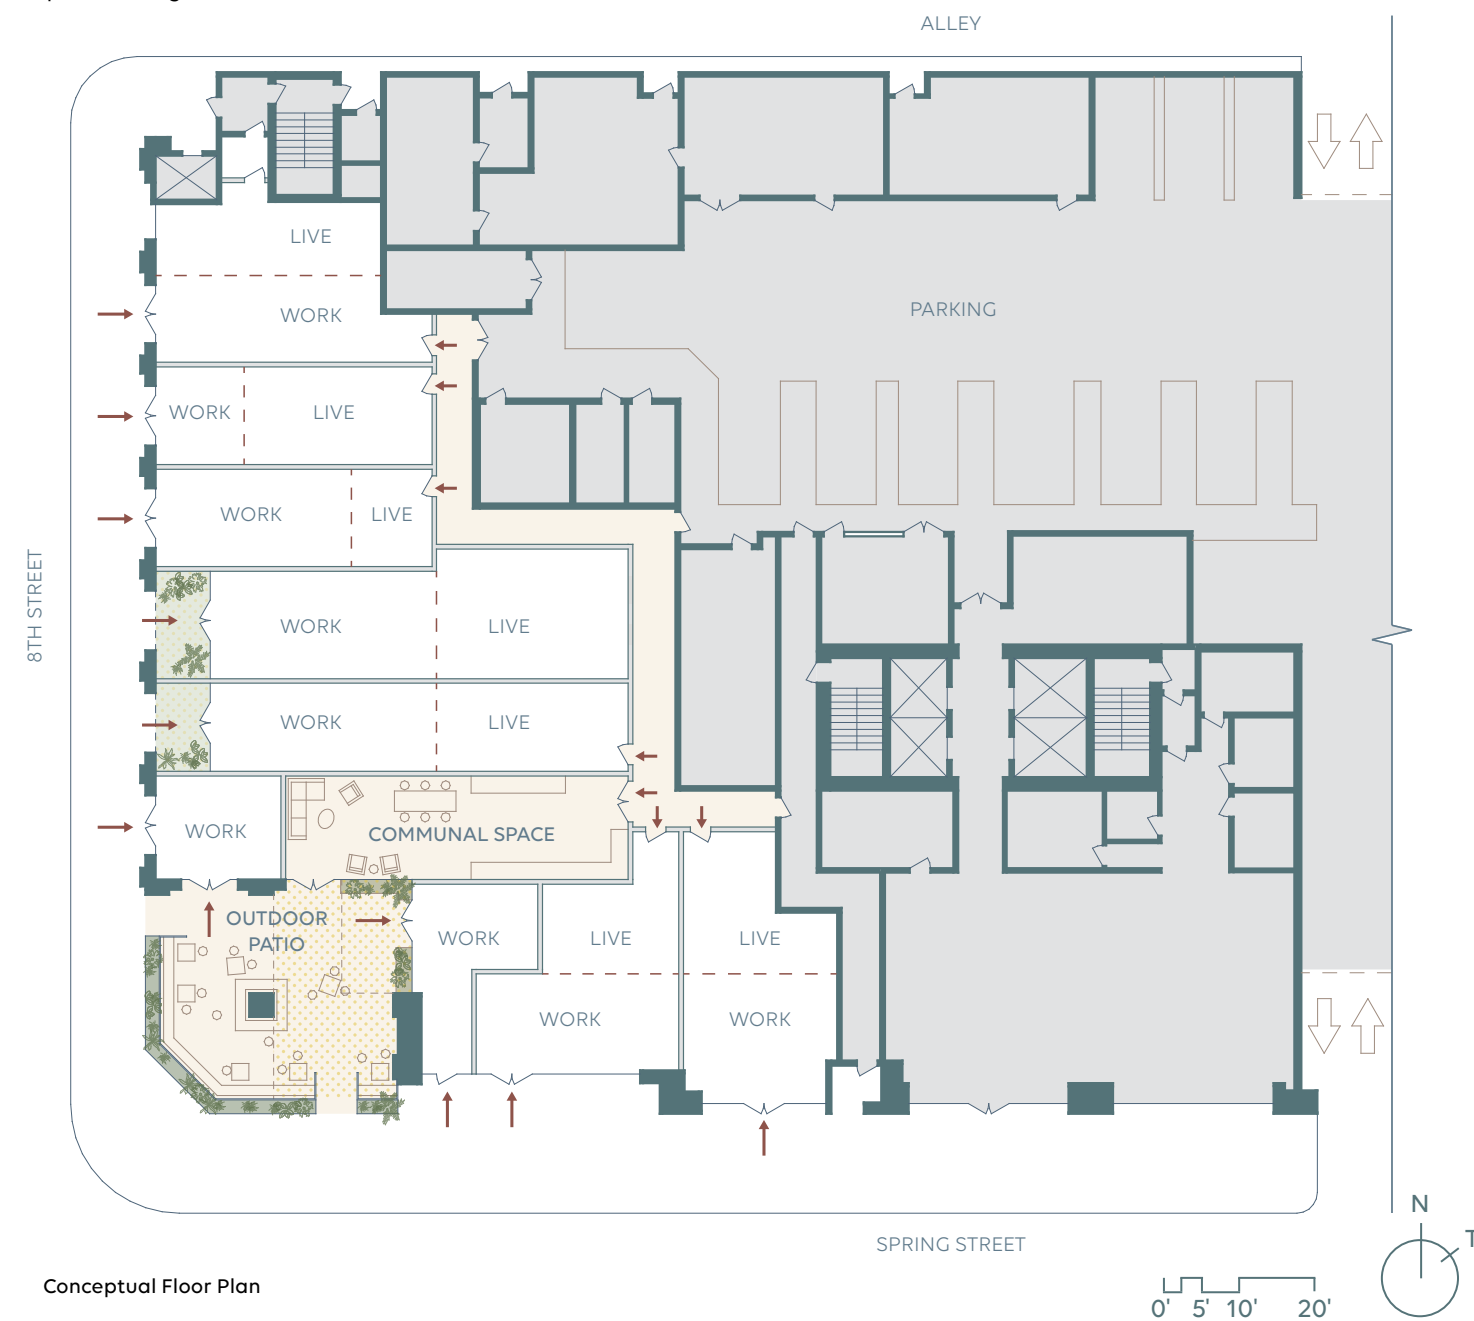 ALLEY
LIVE
WORK
PARKING
WORK LIVE
WORK LIVE
8TH STREET
WORK LIVE
WORK LIVE
WORK
COMMUNAL SPACE
OUTDOOR
PATIO
WORK LIVE LIVE
WORK WORK
SPRING STREET
N
T
Conceptual Floor Plan
0' 5' 10' 20'